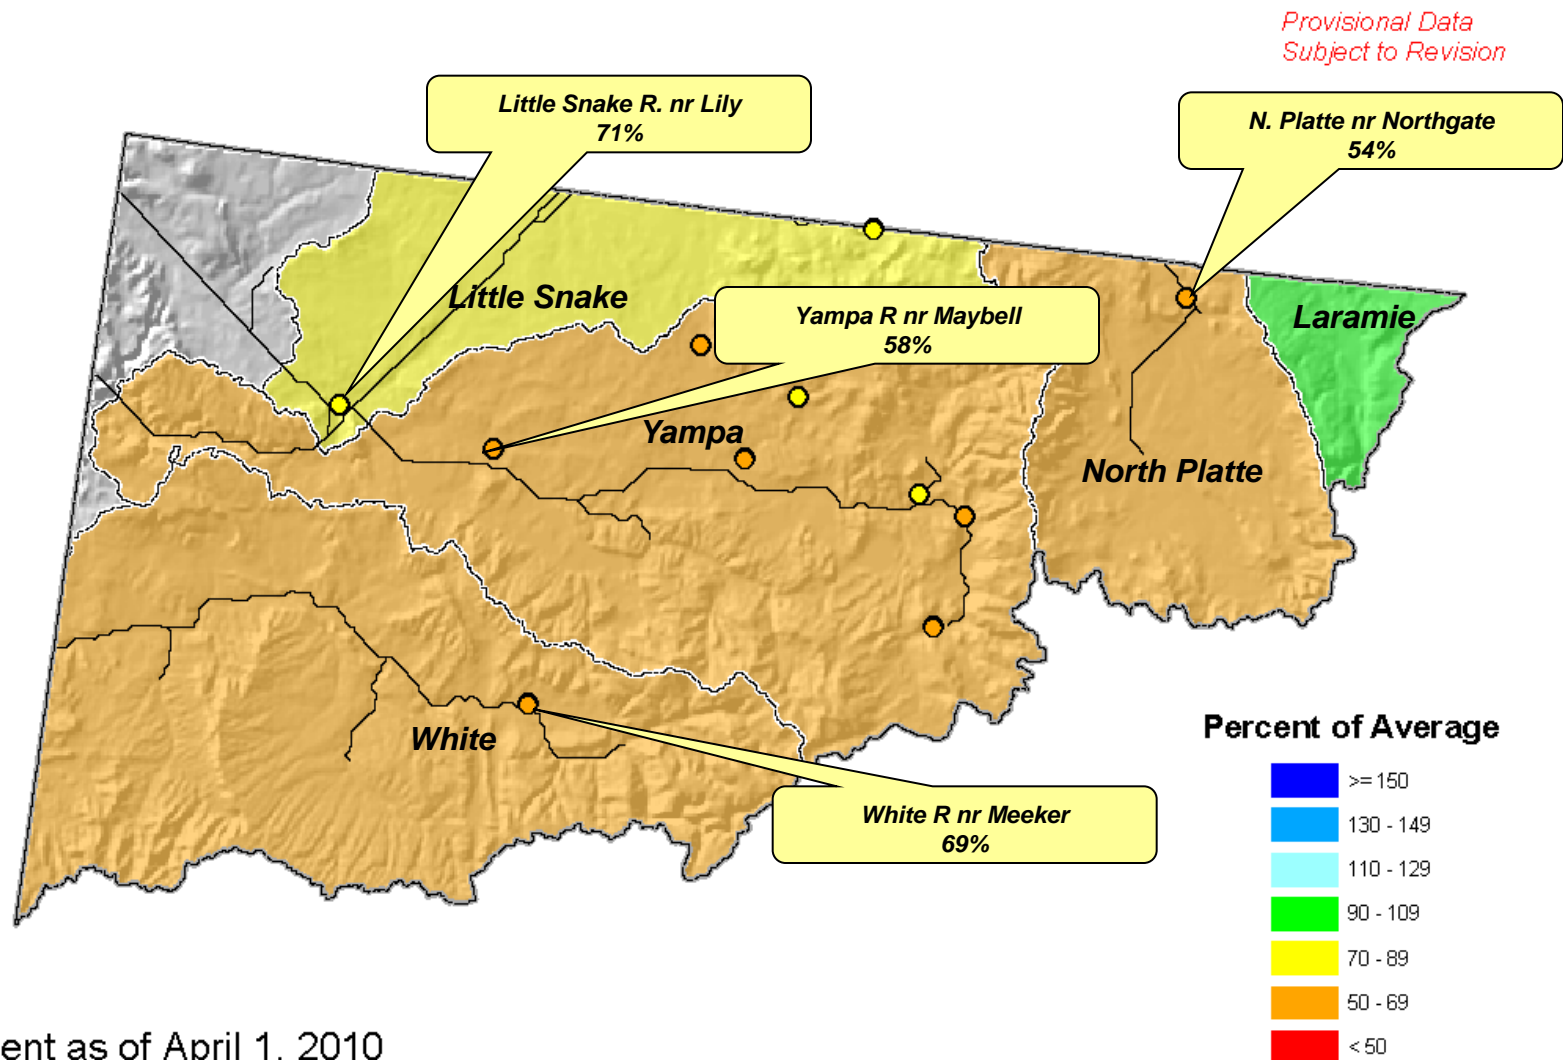 Provisional Data
Subject to Revision
Little Snake R. nr Lily
71%
N. Platte nr Northgate
54%
Little Snake
Yampa R nr Maybell
58%
Laramie
Yampa
North Platte
White
White R nr Meeker
69%
Percent of Average
>= 150
130 - 149
110 - 129
90 - 109
70 - 89
50 - 69
< 50
ent as of April 1, 2010